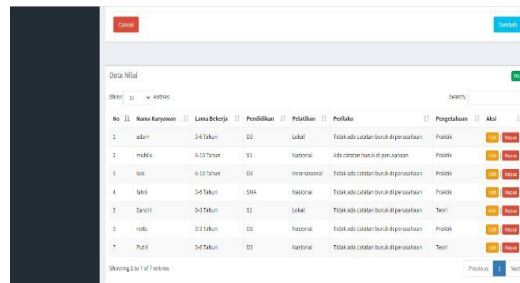 Cancel Tambah
Data Nilai
Show 10 entries Search:
No Nama Karyawan Lama Bekerja Pendidikan Pelatihan Perilaku Pengetahuan Aksi
1 adam 3-6 Tahun D3 Lokal Tidak ada catatan buruk di perusahaan Praktik Edit Hapus
2 muhlis 6-10 Tahun S1 Nasional Ada catatan buruk di perusahaan Praktik Edit Hapus
3 6-10 Tahun D3 Internasional Tidak ada catatan buruk di perusahaan Praktik Edit Hapus
4 fahri 3-6 Tahun SMA Nasional Tidak ada catatan buruk di perusahaan Praktik Edit Hapus
5 Sandri 0-3 Tahun S1 Lokal Tidak ada catatan buruk di perusahaan Teori Edit Hapus
6 0-3 Tahun D3 Nasional Tidak ada catatan buruk di perusahaan Praktik Edit Hapus
7 Putri 3-6 Tahun D3 Nasional Tidak ada catatan buruk di perusahaan Teori Edit Hapus
Showing 1 to 7 of 7 entries Previous 1 Next